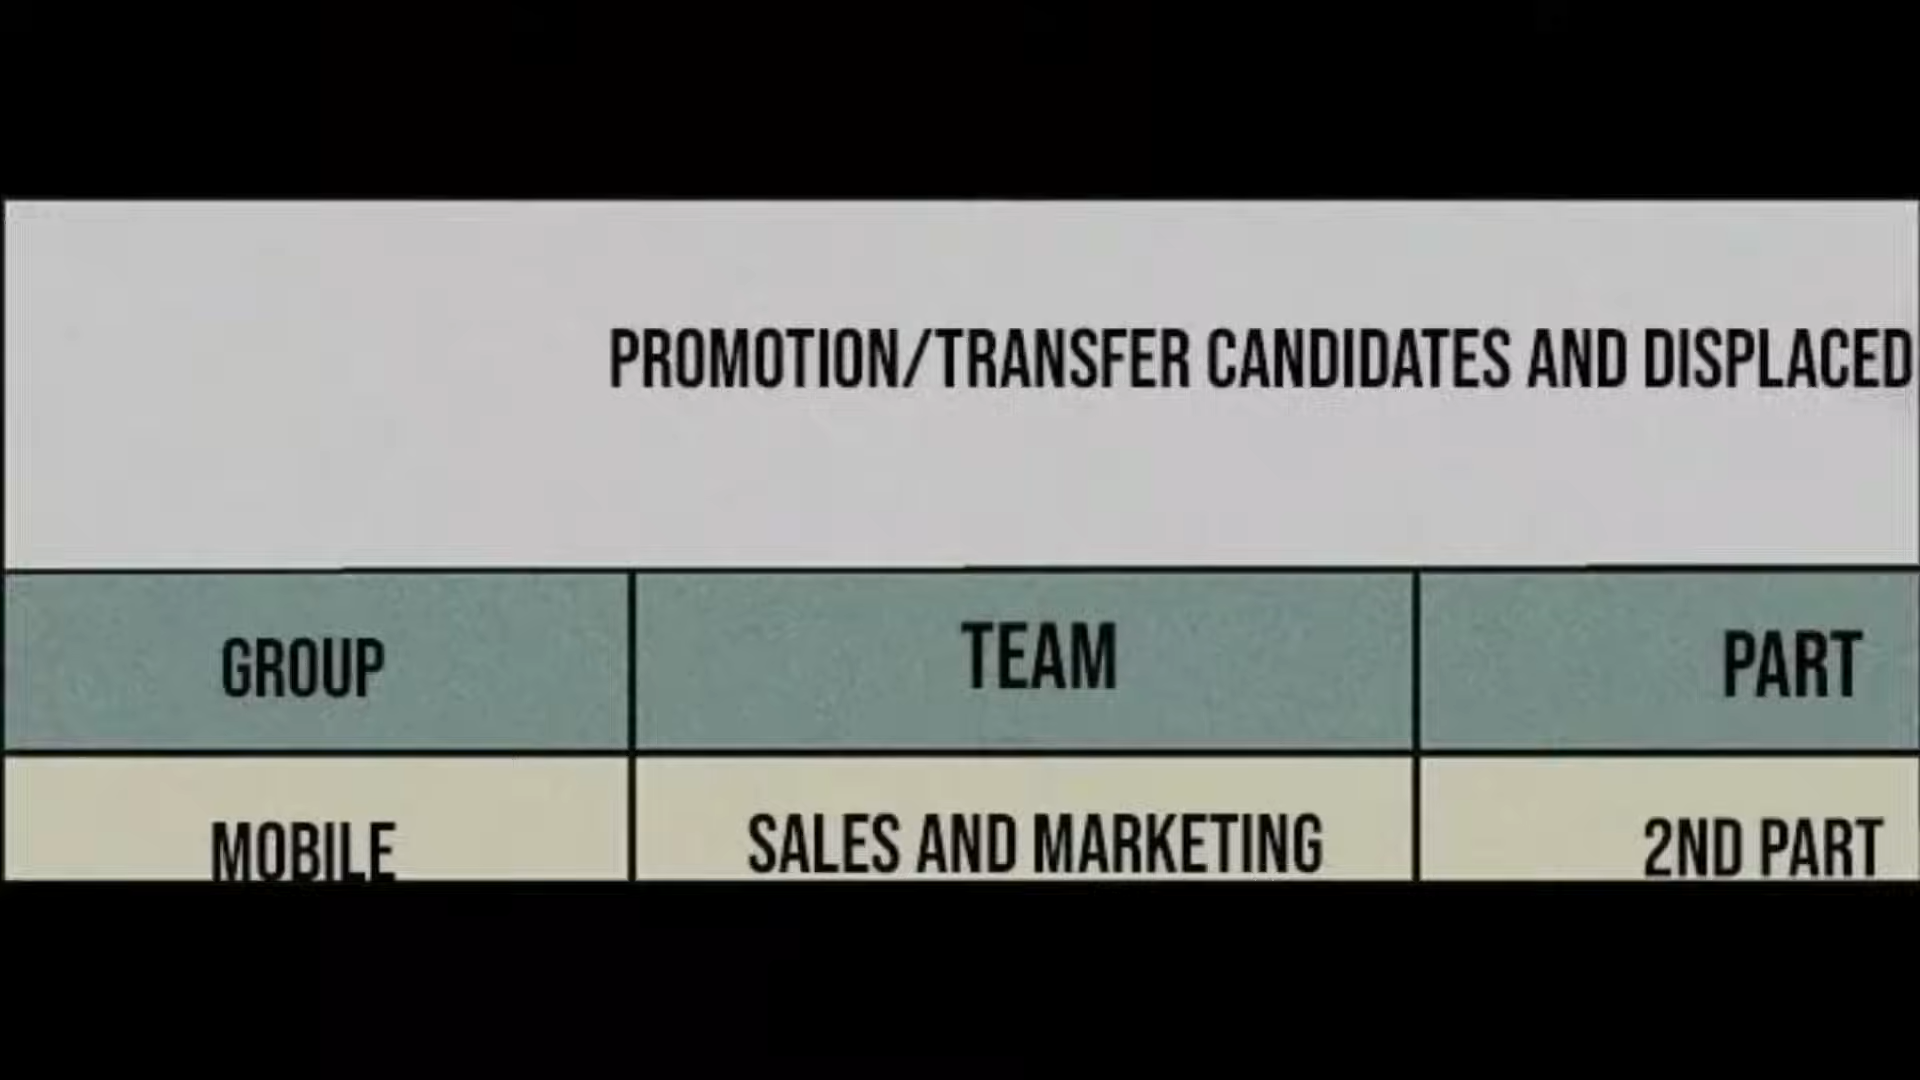 PROMOTION/TRANSFER CANDIDATES AND DISPLACED
GROUP
TEAM
PART
MOBILE
SALES AND MARKETING
2ND PART